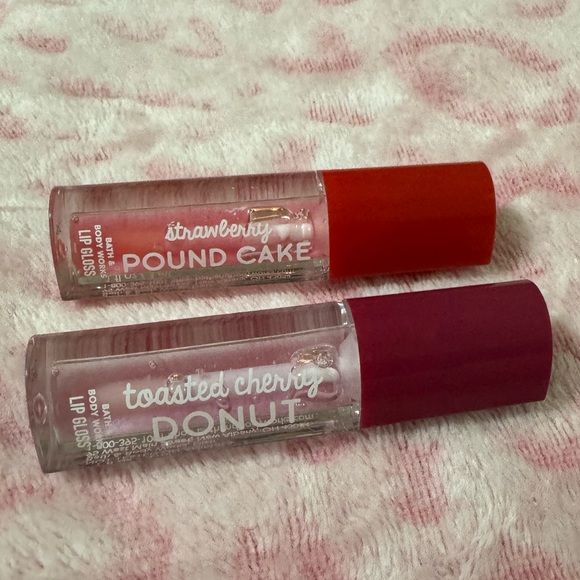 strawberry
POUND CAKE
BATH &
BODY WORKS
LIP GLOSS
toasted cherry
DONUT
BATH &
BODY WORKS
LIP GLOSS